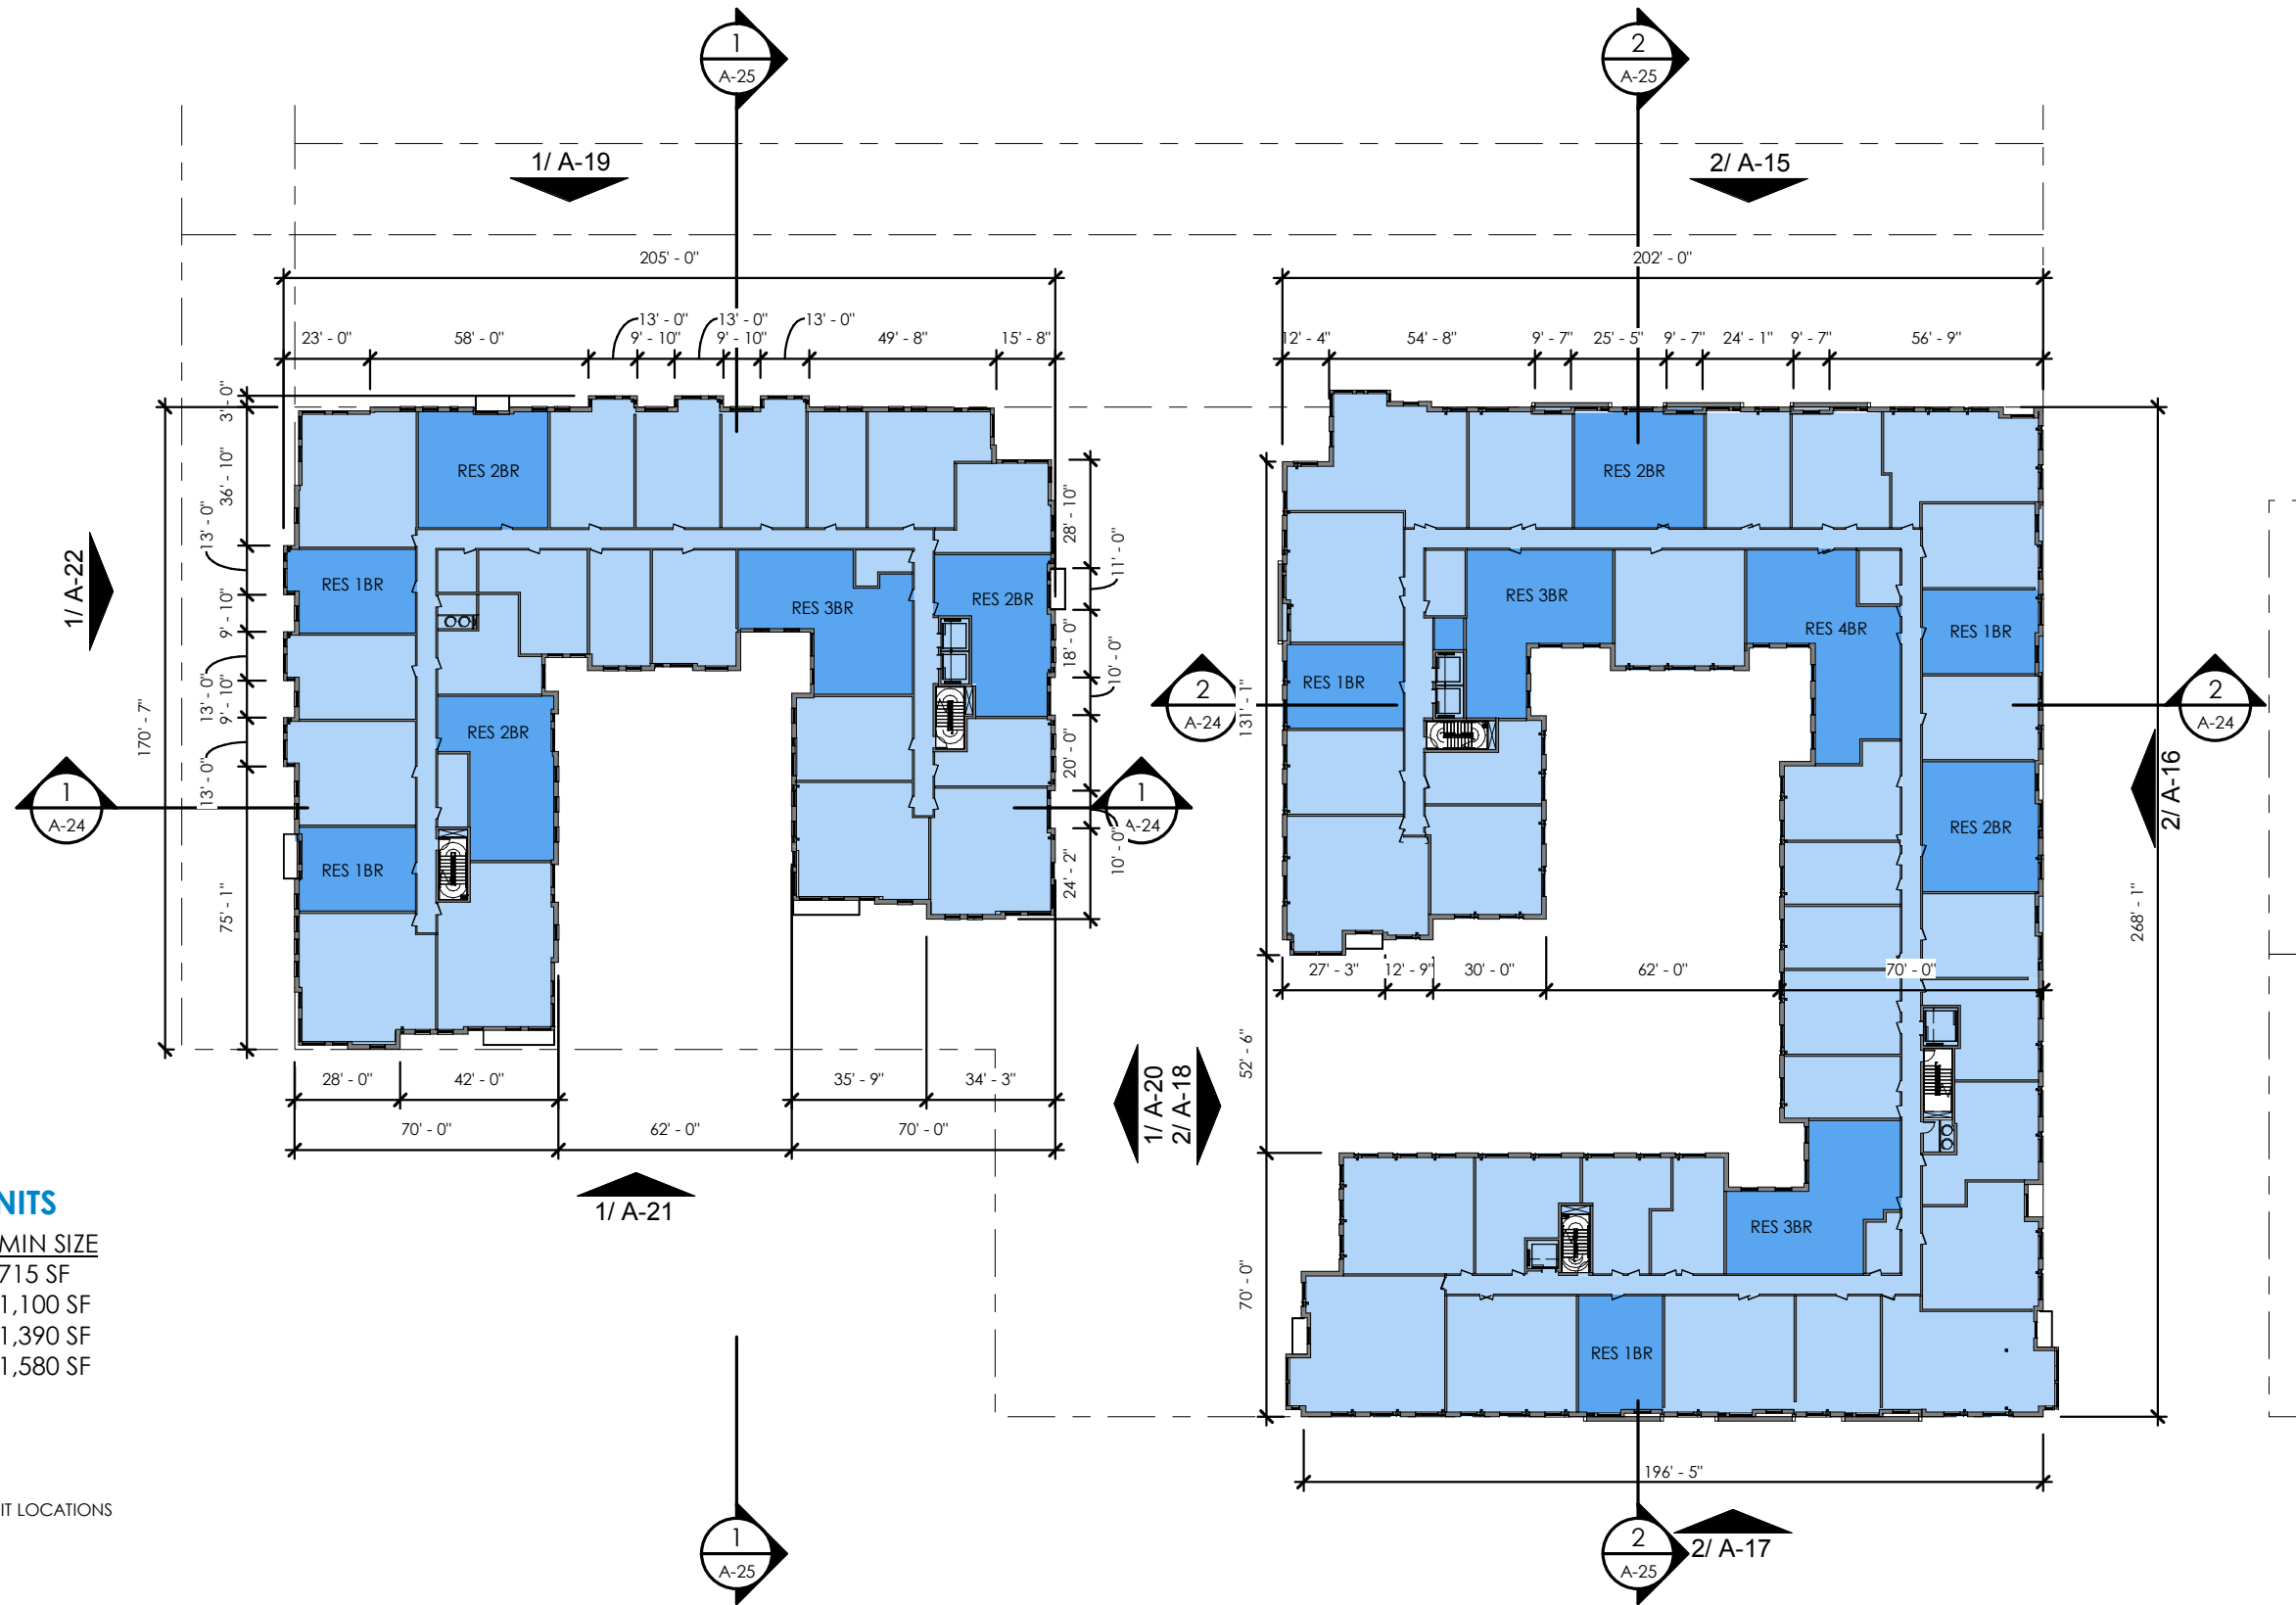 1
A-25
2
A-25
1/ A-19
2/ A-15
205' - 0"
202' - 0"
13' - 0"
13' - 0"
13' - 0"
23' - 0"
58' - 0"
9' - 10"
9' - 10"
49' - 8"
15' - 8"
12' - 4"
54' - 8"
9' - 7"
25' - 5"
9' - 7"
24' - 1"
9' - 7"
56' - 9"
3' - 0"
36' - 10"
13' - 0"
9' - 10"
13' - 0"
9' - 10"
13' - 0"
75' - 1"
170' - 7"
1/ A-22
RES 2BR
RES 1BR
RES 3BR
RES 2BR
RES 2BR
RES 1BR
28' - 10"
11' - 0"
18' - 0"
10' - 0"
20' - 0"
10' - 0"
24' - 2"
1
A-24
1
A-24
RES 2BR
RES 3BR
RES 4BR
RES 1BR
RES 1BR
RES 2BR
2
A-24
2
A-24
131' - 1"
2/ A-16
268' - 1"
27' - 3"
12' - 9"
30' - 0"
62' - 0"
70' - 0"
52' - 6"
70' - 0"
28' - 0"
42' - 0"
35' - 9"
34' - 3"
70' - 0"
62' - 0"
70' - 0"
1/ A-20
2/ A-18
1/ A-21
RES 3BR
RES 1BR
NITS
MIN SIZE
715 SF
1,100 SF
1,390 SF
1,580 SF
196' - 5"
IT LOCATIONS
1
A-25
2
A-25
2/ A-17